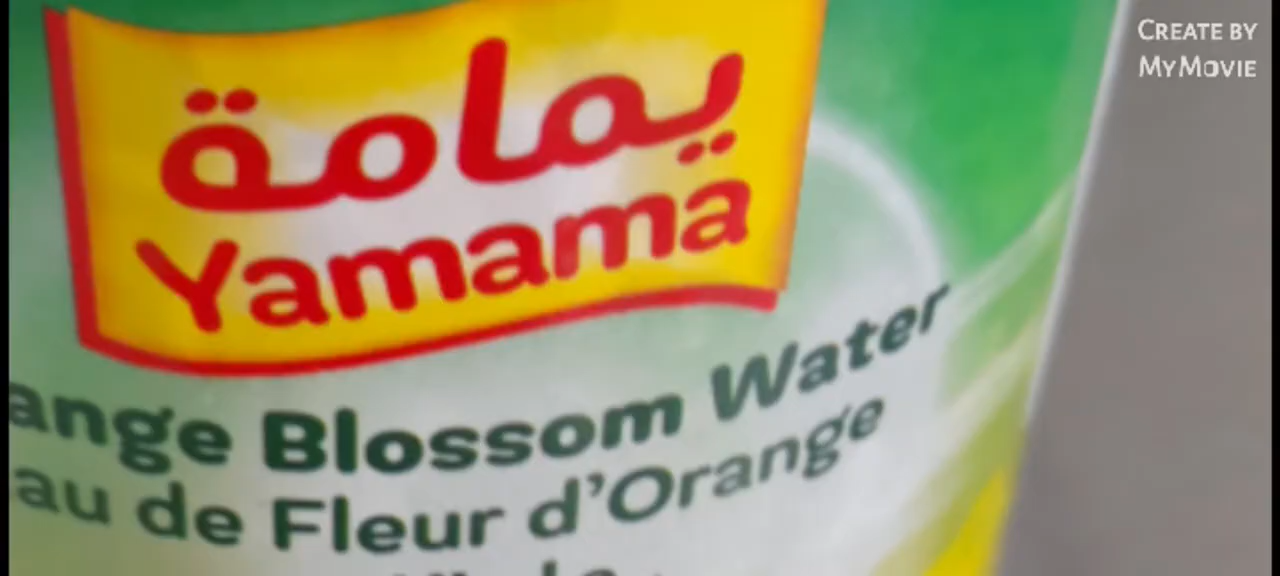 CREATE BY
MYMOVIE
يمامة
Yamama
ange Blossom Water
au de Fleur d'Orange